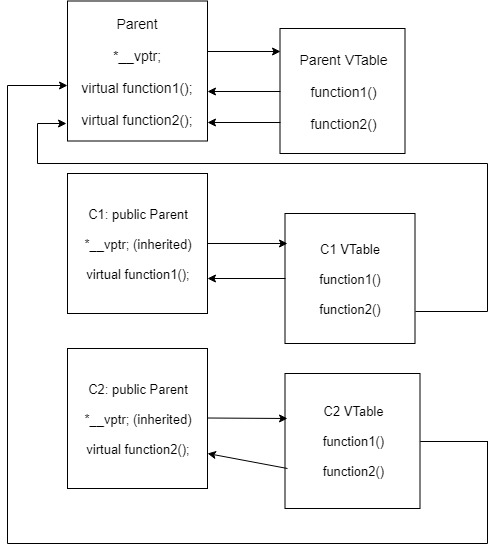 Parent
*__vptr;
virtual function1();
virtual function2();
Parent VTable
function1()
function2()
C1: public Parent
*__vptr; (inherited)
virtual function1();
C1 VTable
function1()
function2()
C2: public Parent
*__vptr; (inherited)
virtual function2();
C2 VTable
function1()
function2()